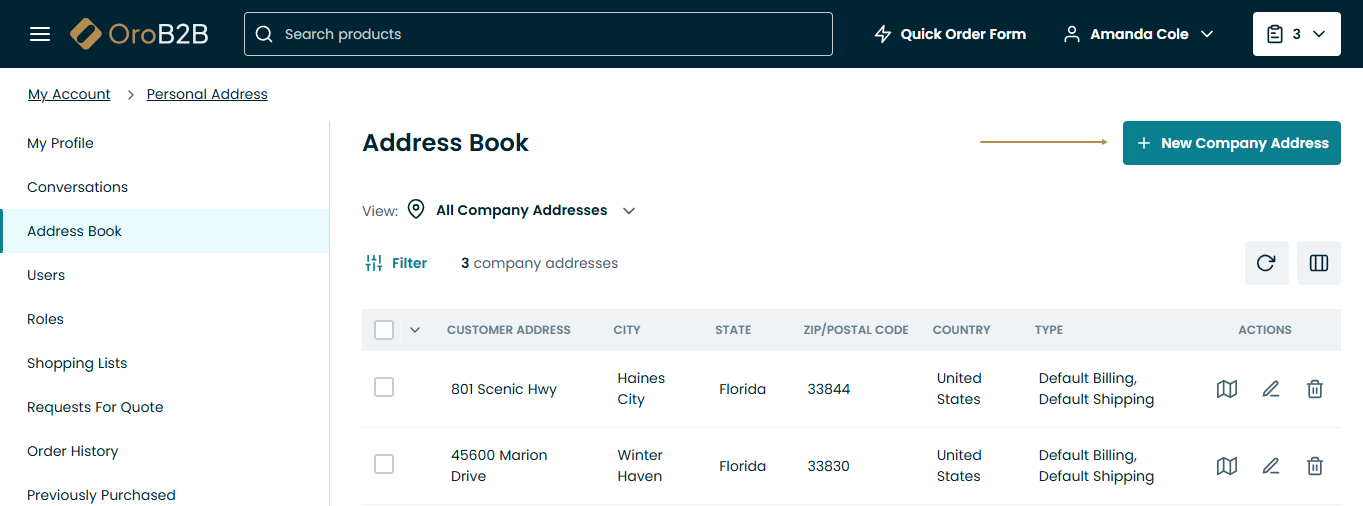 OroB2B
Search products
Quick Order Form
Amanda Cole
3
My Account
Personal Address
My Profile
Conversations
Address Book
Users
Roles
Shopping Lists
Requests For Quote
Order History
Previously Purchased
Address Book
New Company Address
View:
All Company Addresses
Filter
3 company addresses
CUSTOMER ADDRESS
CITY
STATE
ZIP/POSTAL CODE
COUNTRY
TYPE
ACTIONS
801 Scenic Hwy
Haines
City
Florida
33844
United
States
Default Billing,
Default Shipping
45600 Marion
Drive
Winter
Haven
Florida
33830
United
States
Default Billing,
Default Shipping